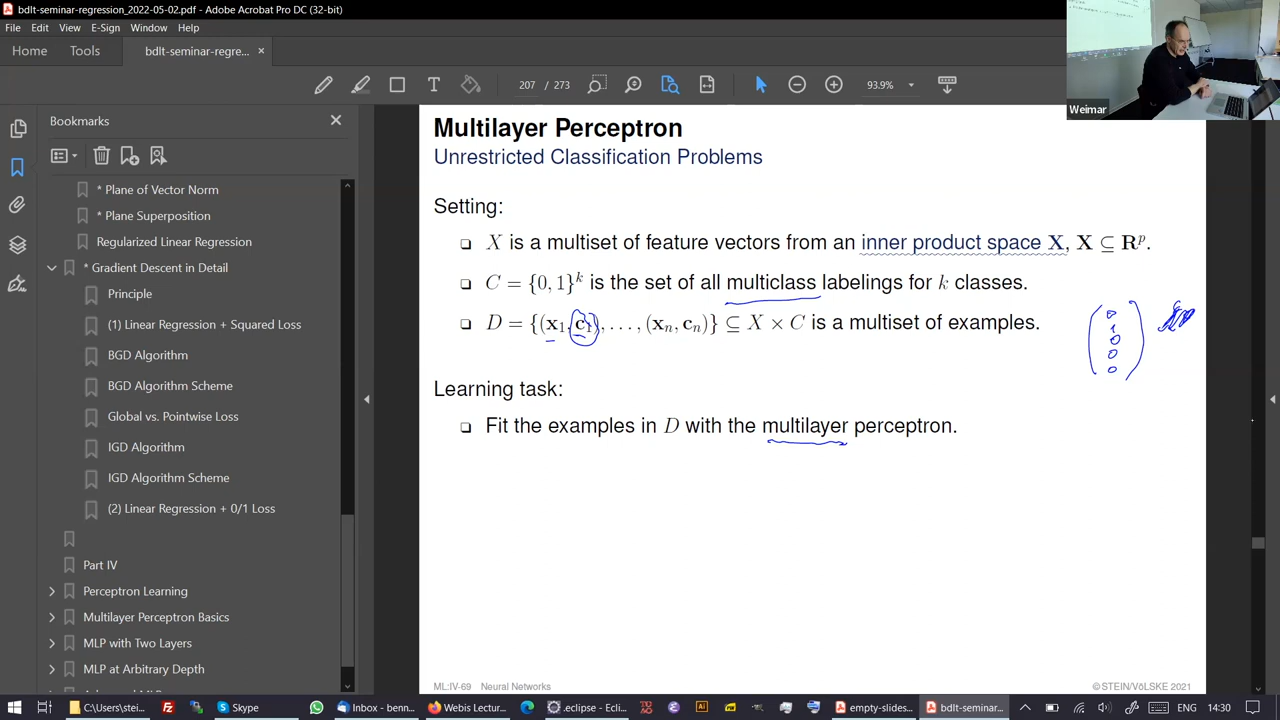 bdlt-seminar-regression_2022-05-02.pdf - Adobe Acrobat Pro DC (32-bit)
File Edit View E-Sign Window Help
Home Tools bdlt-seminar-regre... ×
207 / 273
93.9%
Weimar
Bookmarks
* Plane of Vector Norm
* Plane Superposition
Regularized Linear Regression
* Gradient Descent in Detail
Principle
(1) Linear Regression + Squared Loss
BGD Algorithm
BGD Algorithm Scheme
Global vs. Pointwise Loss
IGD Algorithm
IGD Algorithm Scheme
(2) Linear Regression + 0/1 Loss
Part IV
Perceptron Learning
Multilayer Perceptron Basics
MLP with Two Layers
MLP at Arbitrary Depth
Multilayer Perceptron
Unrestricted Classification Problems
Setting:
❑ X is a multiset of feature vectors from an inner product space X, X ⊆ Rᵖ.
❑ C = {0, 1}ᵏ is the set of all multiclass labelings for k classes.
❑ D = {(x₁, c₁), . . . , (xₙ, cₙ)} ⊆ X × C is a multiset of examples.
0
1
0
0
0
Learning task:
❑ Fit the examples in D with the multilayer perceptron.
ML:IV-69 Neural Networks
© STEIN/VÖLSKE 2021
C:\Users\stei...
Skype
Inbox - benn...
Webis Lectur...
.eclipse - Ecli...
empty-slides...
bdlt-seminar-...
14:30